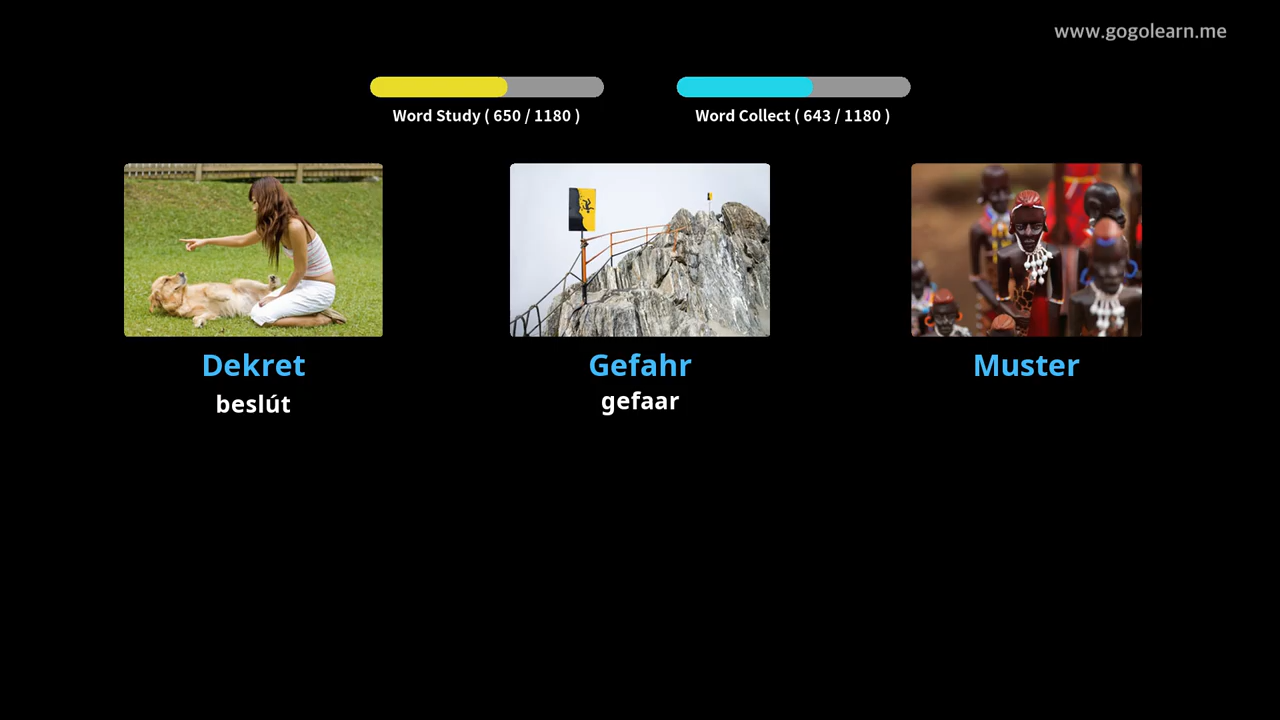 www.gogolearn.me
Word Study ( 650 / 1180 )
Word Collect ( 643 / 1180 )
Dekret
beslút
Gefahr
gefaar
Muster